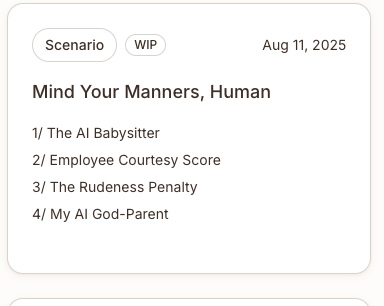 Scenario
WIP
Aug 11, 2025
Mind Your Manners, Human
1/ The AI Babysitter
2/ Employee Courtesy Score
3/ The Rudeness Penalty
4/ My AI God-Parent